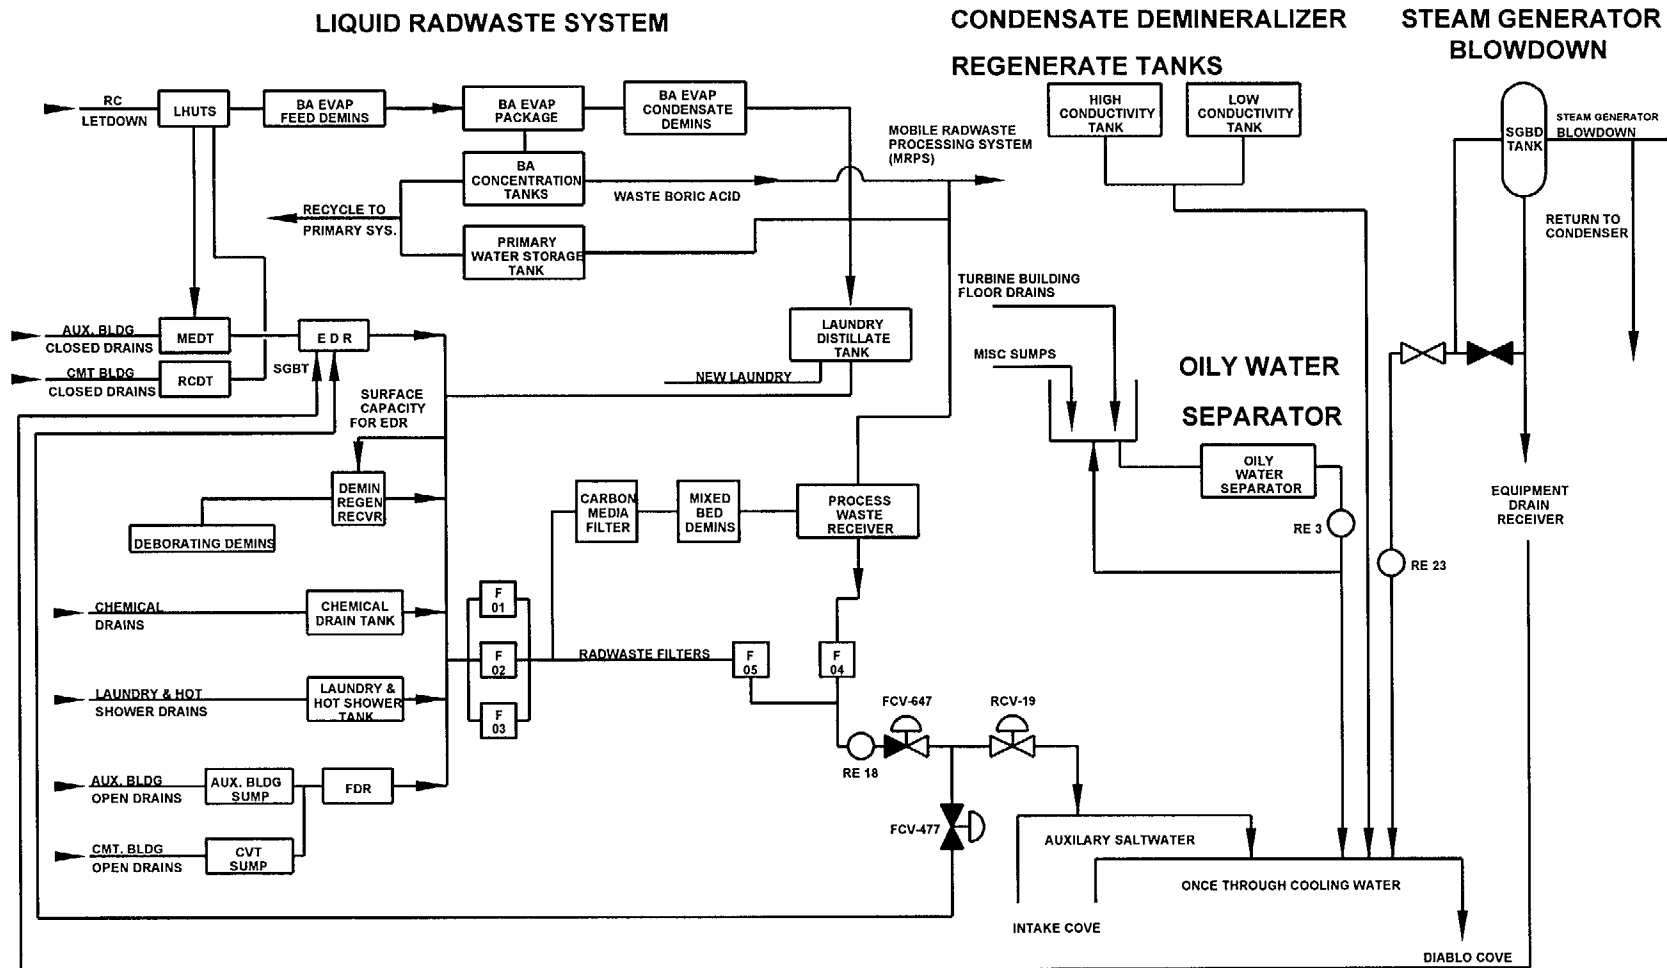 LIQUID RADWASTE SYSTEM
CONDENSATE DEMINERALIZER
REGENERATE TANKS
STEAM GENERATOR
BLOWDOWN
RC
LETDOWN
LHUTS
BA EVAP
FEED DEMINS
BA EVAP
PACKAGE
BA EVAP
CONDENSATE
DEMINS
MOBILE RADWASTE
PROCESSING SYSTEM
(MRPS)
HIGH
CONDUCTIVITY
TANK
LOW
CONDUCTIVITY
TANK
SGBD
TANK
STEAM GENERATOR
BLOWDOWN
BA
CONCENTRATION
TANKS
WASTE BORIC ACID
RECYCLE TO
PRIMARY SYS.
PRIMARY
WATER STORAGE
TANK
RETURN TO
CONDENSER
TURBINE BUILDING
FLOOR DRAINS
AUX. BLDG
CLOSED DRAINS
MEDT
E D R
LAUNDRY
DISTILLATE
TANK
MISC SUMPS
CMT BLDG
CLOSED DRAINS
RCDT
SGBT
NEW LAUNDRY
OILY WATER
SEPARATOR
SURFACE
CAPACITY
FOR EDR
DEMIN
REGEN
RECVR
DEBORATING DEMINS
CARBON
MEDIA
FILTER
MIXED
BED
DEMINS
PROCESS
WASTE
RECEIVER
OILY
WATER
SEPARATOR
EQUIPMENT
DRAIN
RECEIVER
RE 3
RE 23
CHEMICAL
DRAINS
CHEMICAL
DRAIN TANK
F
01
F
02
F
03
RADWASTE FILTERS
F
05
F
04
LAUNDRY & HOT
SHOWER DRAINS
LAUNDRY &
HOT SHOWER
TANK
FCV-647
RCV-19
RE 18
AUX. BLDG
OPEN DRAINS
AUX. BLDG
SUMP
FDR
FCV-477
CMT. BLDG
OPEN DRAINS
CVT
SUMP
AUXILARY SALTWATER
ONCE THROUGH COOLING WATER
INTAKE COVE
DIABLO COVE